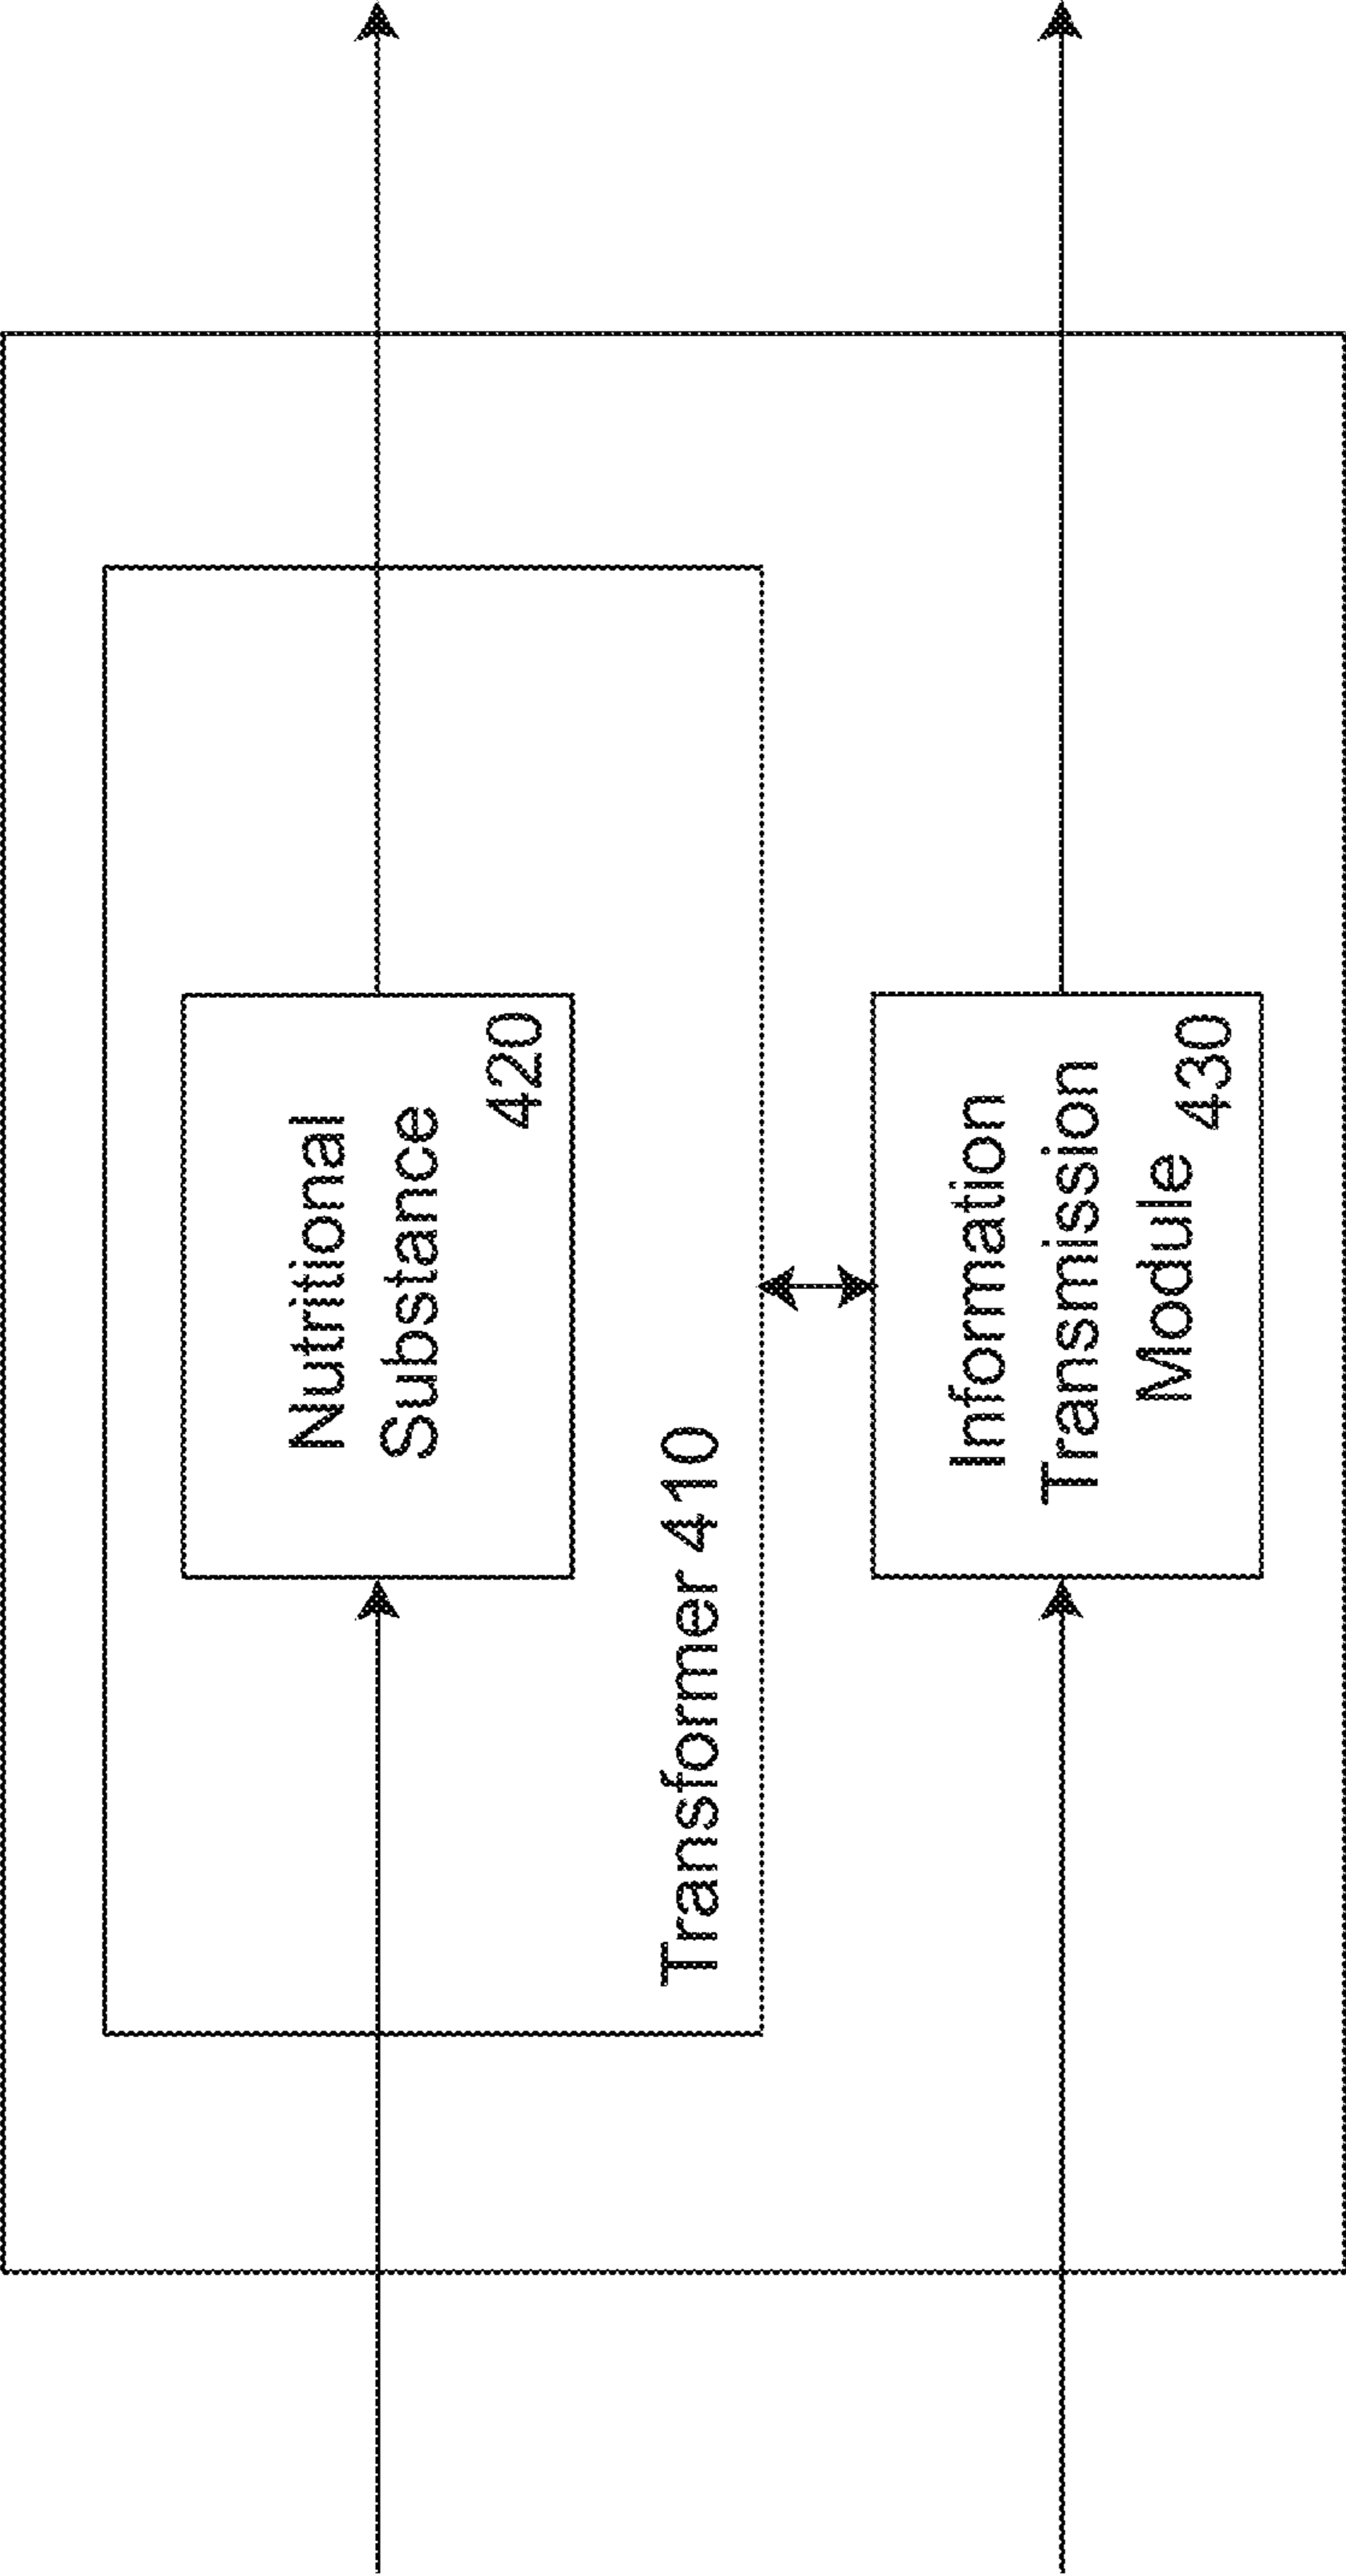 Nutritional
Substance
420
Transformer 410
Information
Transmission
Module 430